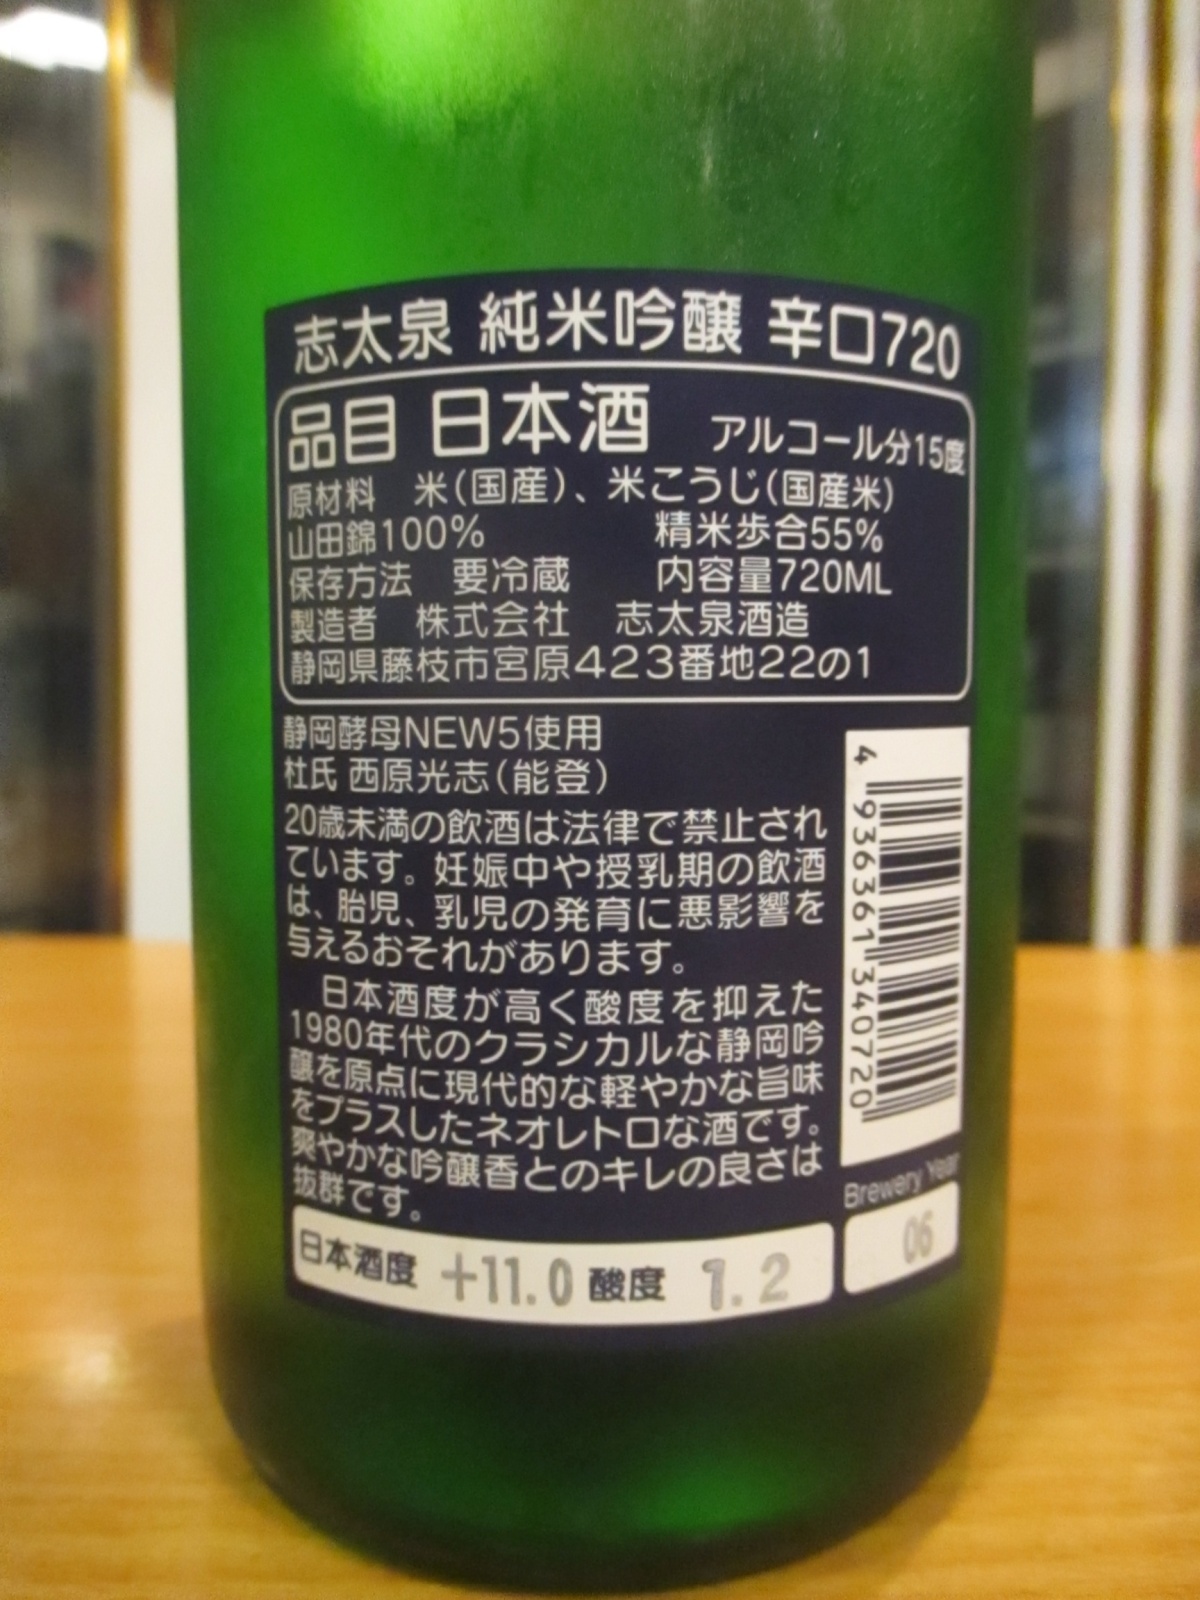 志太泉 純米吟醸 辛口720
品目 日本酒 アルコール分15度
原材料 米(国産)、米こうじ(国産米)
山田錦100% 精米歩合55%
保存方法 要冷蔵 内容量720ML
製造者 株式会社 志太泉酒造
静岡県藤枝市宮原423番地22の1
静岡酵母NEW5使用
杜氏 西原光志(能登)
20歳未満の飲酒は法律で禁止され
ています。妊娠中や授乳期の飲酒
は、胎児、乳児の発育に悪影響を
与えるおそれがあります。
日本酒度が高く酸度を抑えた
1980年代のクラシカルな静岡吟
醸を原点に現代的な軽やかな旨味
をプラスしたネオレトロな酒です。
爽やかな吟醸香とのキレの良さは
抜群です。
4 936361 340720
Brewery Year
06
日本酒度 +11.0 酸度 1.2